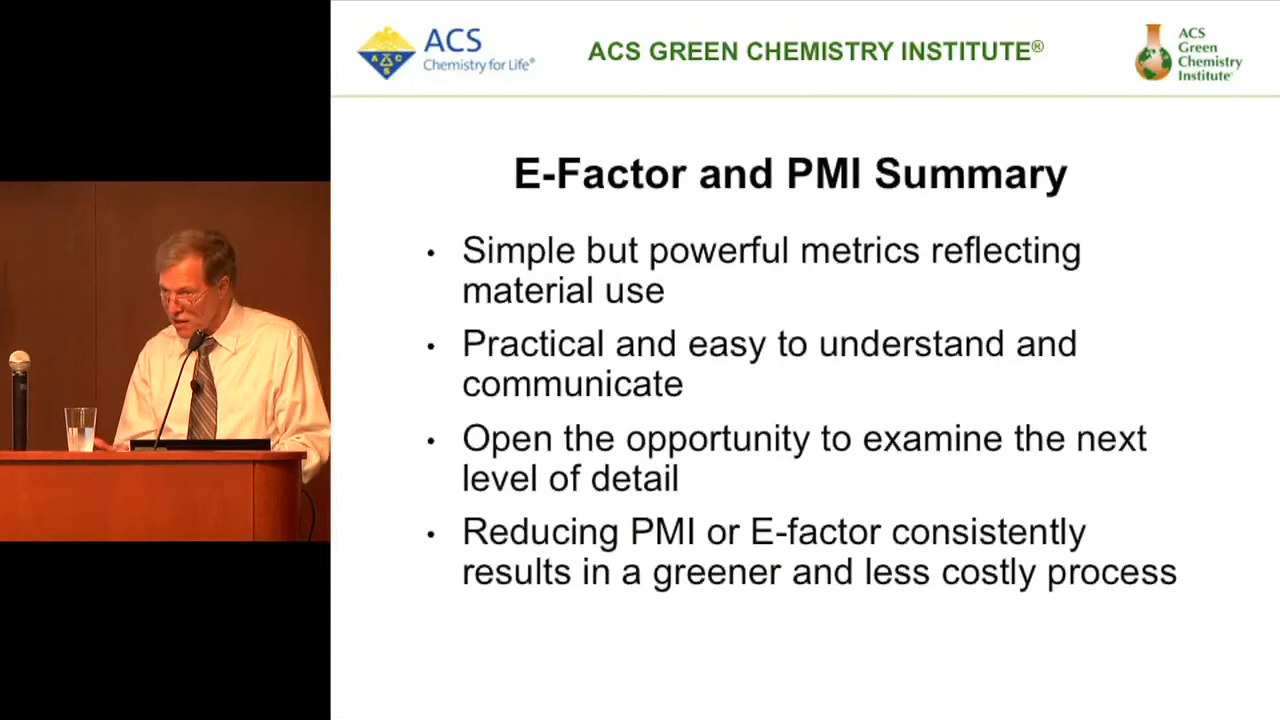 ACS
Chemistry for Life®
A C S
ACS GREEN CHEMISTRY INSTITUTE®
ACS
Green
Chemistry
Institute
E-Factor and PMI Summary
• Simple but powerful metrics reflecting
material use
• Practical and easy to understand and
communicate
• Open the opportunity to examine the next
level of detail
• Reducing PMI or E-factor consistently
results in a greener and less costly process